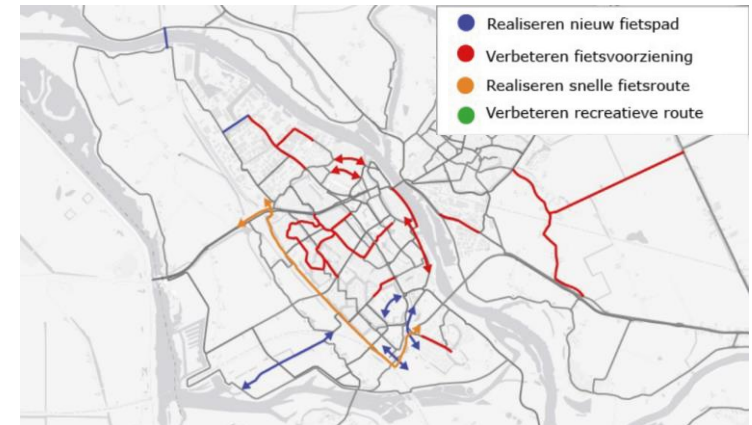 Realiseren nieuw fietspad
Verbeteren fietsvoorziening
Realiseren snelle fietsroute
Verbeteren recreatieve route